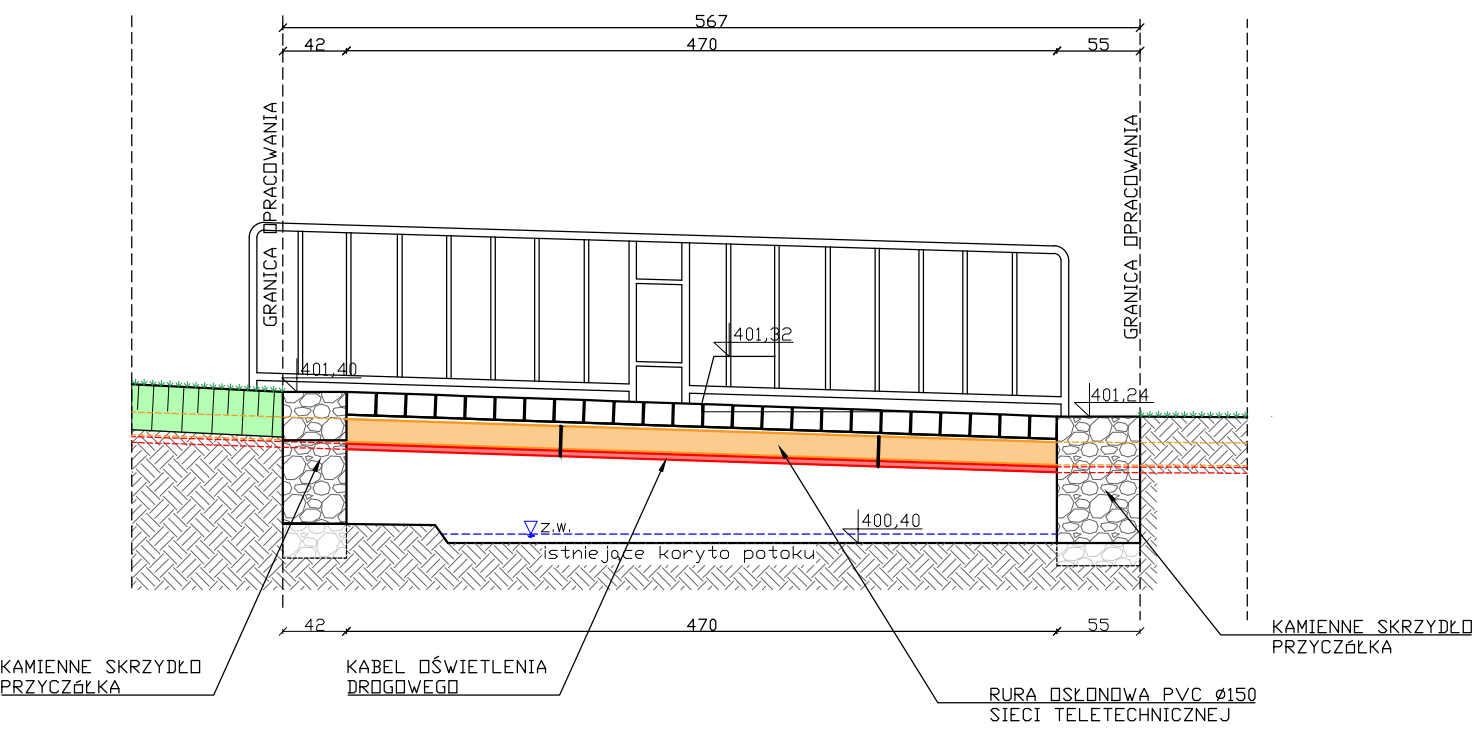 567
42
470
55
GRANICA OPRACOWANIA
GRANICA OPRACOWANIA
401,32
401,40
401,24
z.w.
400,40
istniejące koryto potoku
42
470
55
KAMIENNE SKRZYDŁO
PRZYCZóŁKA
KABEL OŚWIETLENIA
DROGOWEGO
KAMIENNE SKRZYDŁO
PRZYCZóŁKA
RURA OSŁONOWA PVC Ø150
SIECI TELETECHNICZNEJ